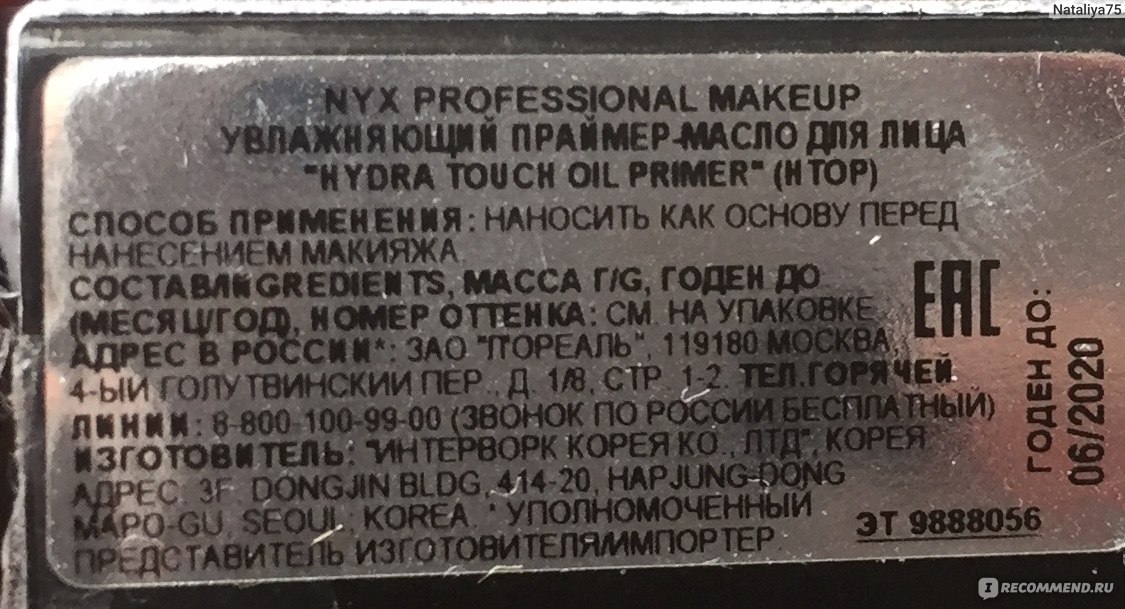 Nataliya75
NYX PROFESSIONAL MAKEUP
УВЛАЖНЯЮЩИЙ ПРАЙМЕР-МАСЛО ДЛЯ ЛИЦА
"HYDRA TOUCH OIL PRIMER" (HTOP)
СПОСОБ ПРИМЕНЕНИЯ: НАНОСИТЬ КАК ОСНОВУ ПЕРЕД
НАНЕСЕНИЕМ МАКИЯЖА.
СОСТАВ/INGREDIENTS, МАССА Г/G, ГОДЕН ДО
(МЕСЯЦ/ГОД), НОМЕР ОТТЕНКА: СМ. НА УПАКОВКЕ
АДРЕС В РОССИИ*: ЗАО "ЛОРЕАЛЬ", 119180 МОСКВА,
4-ЫЙ ГОЛУТВИНСКИЙ ПЕР., Д. 1/8, СТР. 1-2. ТЕЛ.ГОРЯЧЕЙ
ЛИНИИ: 8-800 100-99-00 (ЗВОНОК ПО РОССИИ БЕСПЛАТНЫЙ)
ИЗГОТОВИТЕЛЬ: "ИНТЕРВОРК КОРЕЯ КО., ЛТД", КОРЕЯ
АДРЕС: 3F, DONGJIN BLDG, 414-20, HAPJUNG-DONG
MAPO-GU, SEOUL, KOREA. *УПОЛНОМОЧЕННЫЙ
ПРЕДСТАВИТЕЛЬ ИЗГОТОВИТЕЛЯ/ИМПОРТЕР
ЭТ 9888056
EAC
ГОДЕН ДО:
06/2020
IRECOMMEND.RU